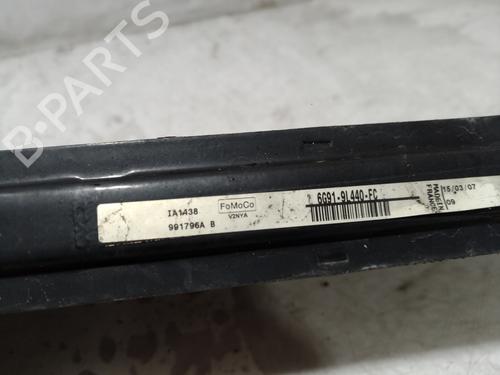 B-PARTS
IA1438
991796A B
FoMoCo
V2NYA
6G91-9L440-FC
MADE IN
FRANCE
15/03/07
09